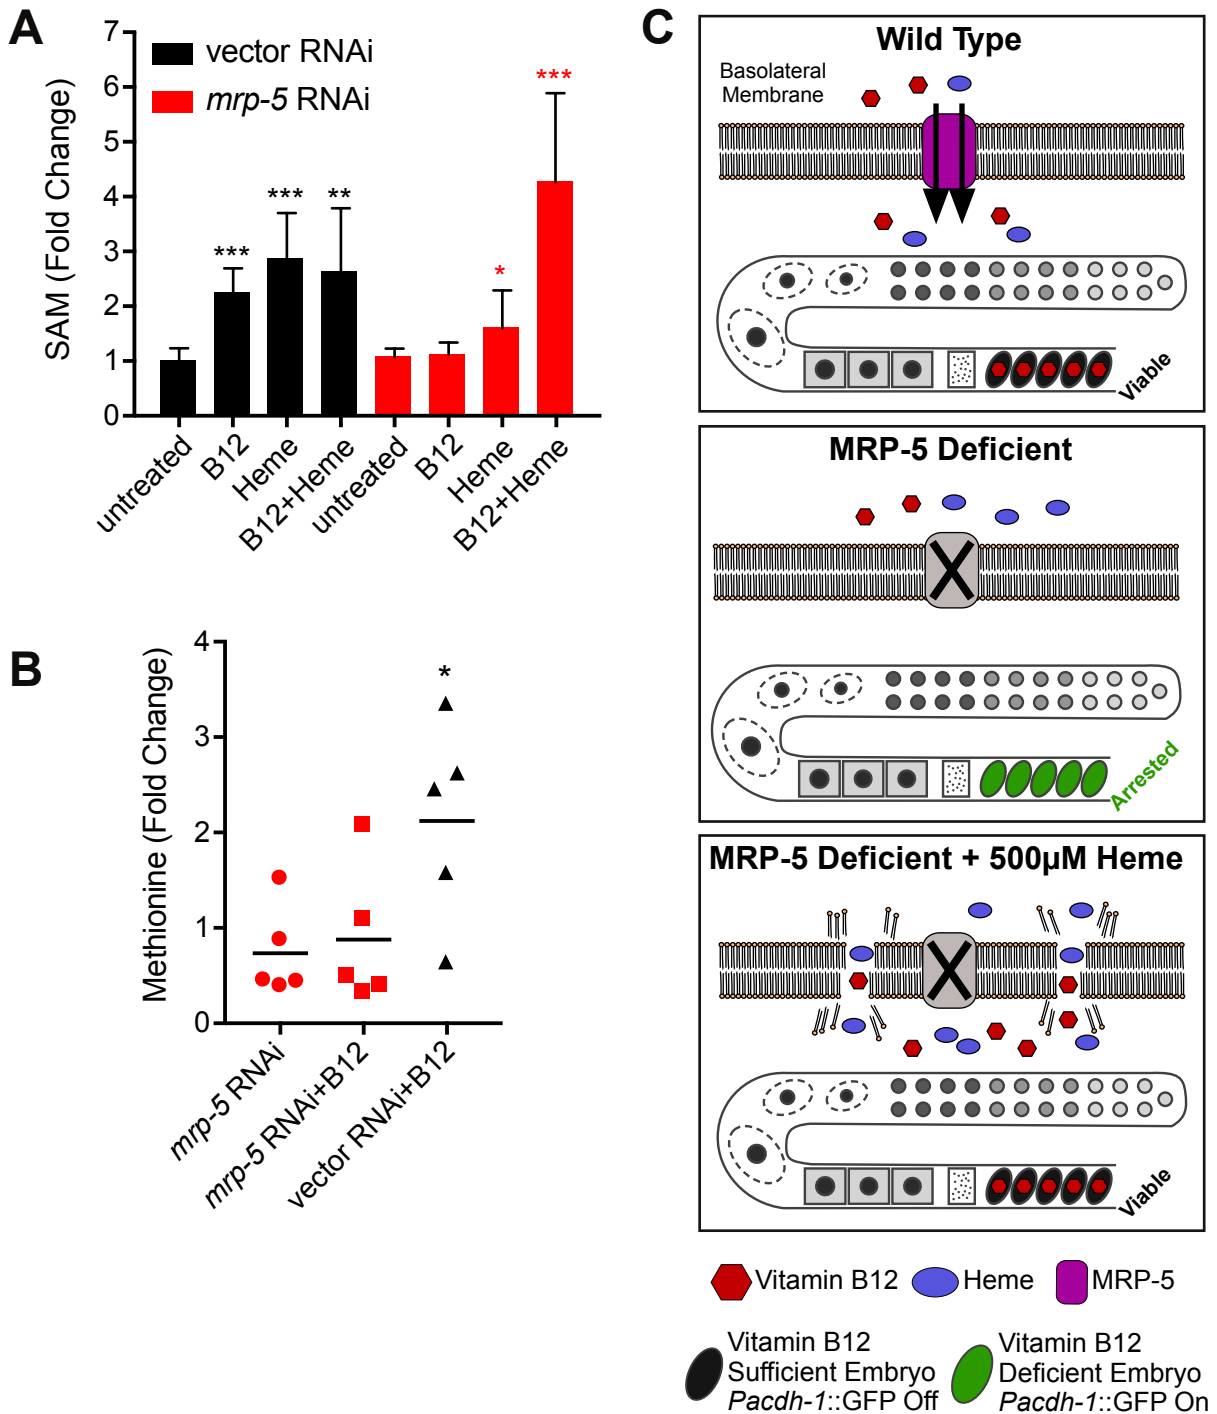 A
7
6
5
4
3
2
1
0
SAM (Fold Change)
vector RNAi
mrp-5 RNAi
***
***
**
*
***
untreated
B12
Heme
B12+Heme
untreated
B12
Heme
B12+Heme
B
4
3
2
1
0
Methionine (Fold Change)
*
mrp-5 RNAi
mrp-5 RNAi+B12
vector RNAi+B12
C
Wild Type
Basolateral
Membrane
Viable
MRP-5 Deficient
Arrested
MRP-5 Deficient + 500µM Heme
Viable
Vitamin B12
Heme
MRP-5
Vitamin B12
Sufficient Embryo
Pacdh-1::GFP Off
Vitamin B12
Deficient Embryo
Pacdh-1::GFP On